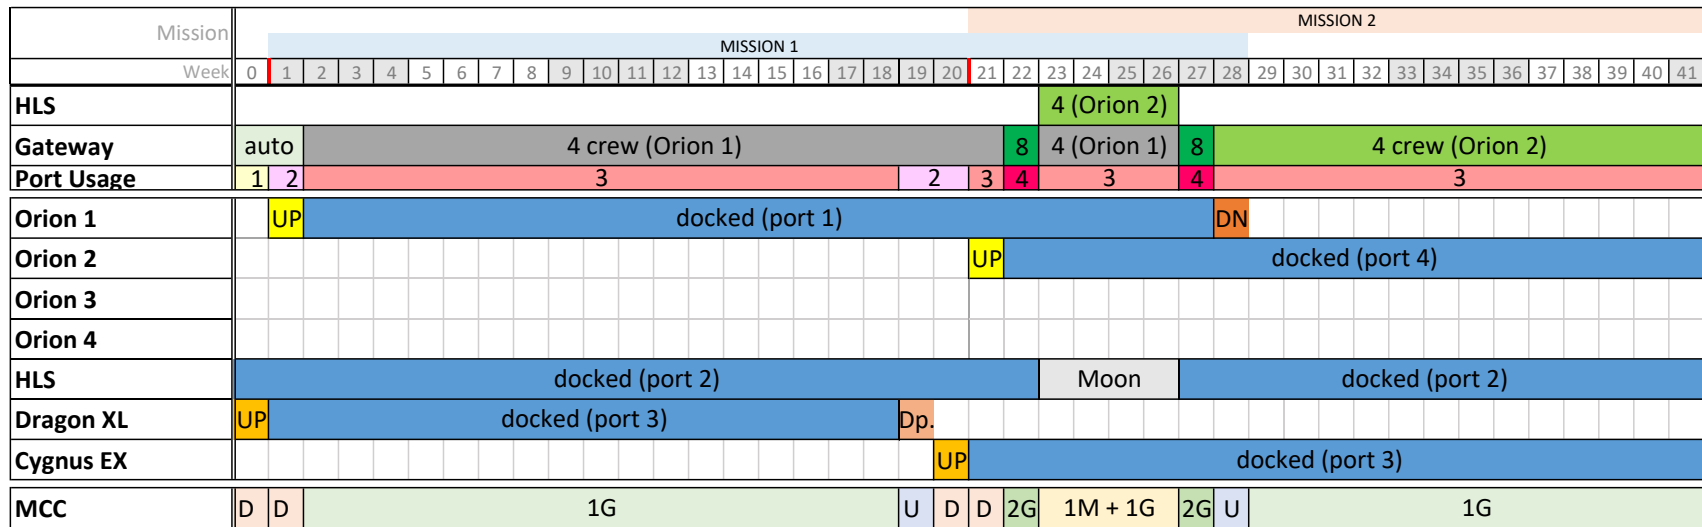 Mission
MISSION 2
MISSION 1
Week 0 1 2 3 4 5 6 7 8 9 10 11 12 13 14 15 16 17 18 19 20 21 22 23 24 25 26 27 28 29 30 31 32 33 34 35 36 37 38 39 40 41
HLS 4 (Orion 2)
Gateway auto 4 crew (Orion 1) 8 4 (Orion 1) 8 4 crew (Orion 2)
Port Usage 1 2 3 2 3 4 3 4 3
Orion 1 UP docked (port 1) DN
Orion 2 UP docked (port 4)
Orion 3
Orion 4
HLS docked (port 2) Moon docked (port 2)
Dragon XL UP docked (port 3) Dp.
Cygnus EX UP docked (port 3)
MCC D D 1G U D D 2G 1M + 1G 2G U 1G